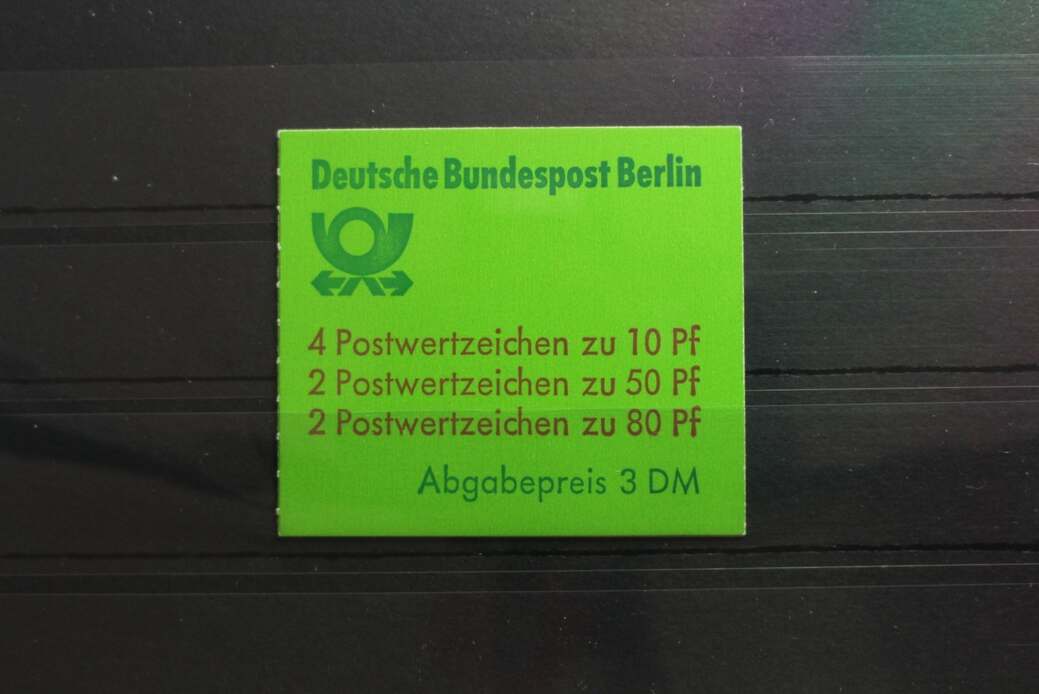 Deutsche Bundespost Berlin
4 Postwertzeichen zu 10 Pf
2 Postwertzeichen zu 50 Pf
2 Postwertzeichen zu 80 Pf
Abgabepreis 3 DM